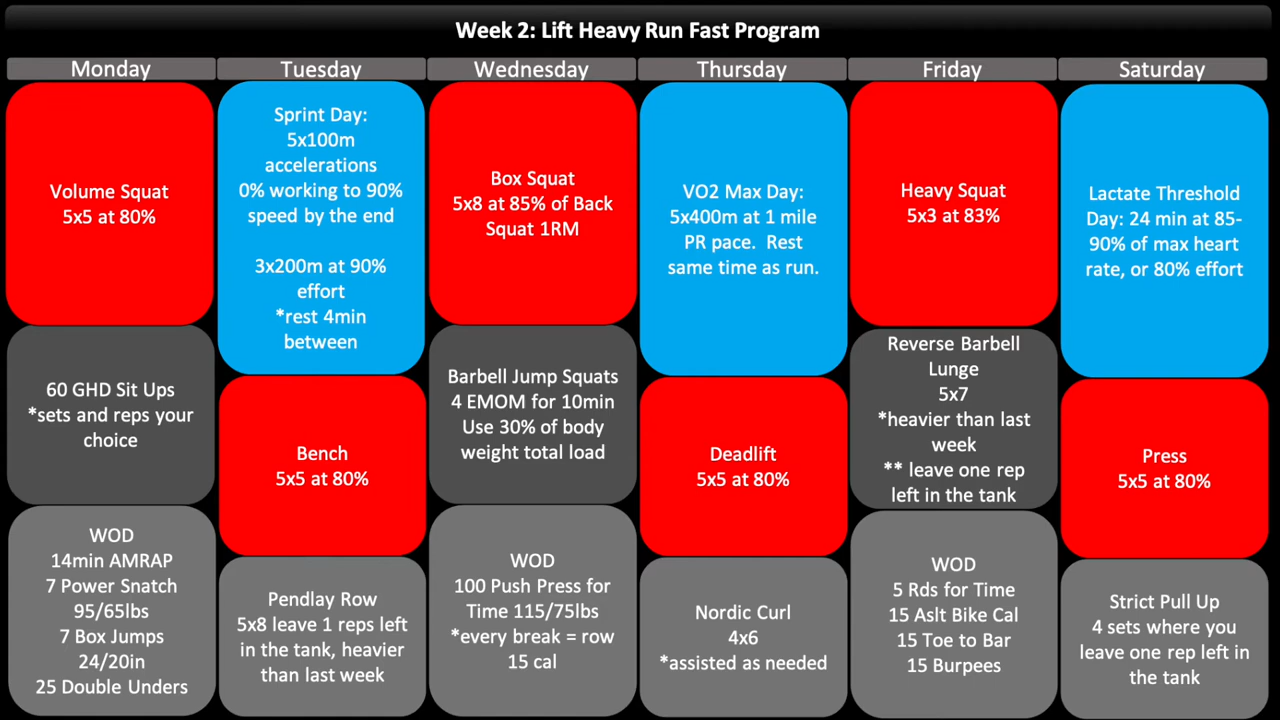 Week 2: Lift Heavy Run Fast Program
Monday
Tuesday
Wednesday
Thursday
Friday
Saturday
Volume Squat
5x5 at 80%
60 GHD Sit Ups
*sets and reps your
choice
WOD
14min AMRAP
7 Power Snatch
95/65lbs
7 Box Jumps
24/20in
25 Double Unders
Sprint Day:
5x100m
accelerations
0% working to 90%
speed by the end
3x200m at 90%
effort
*rest 4min
between
Bench
5x5 at 80%
Pendlay Row
5x8 leave 1 reps left
in the tank, heavier
than last week
Box Squat
5x8 at 85% of Back
Squat 1RM
Barbell Jump Squats
4 EMOM for 10min
Use 30% of body
weight total load
WOD
100 Push Press for
Time 115/75lbs
*every break = row
15 cal
VO2 Max Day:
5x400m at 1 mile
PR pace. Rest
same time as run.
Deadlift
5x5 at 80%
Nordic Curl
4x6
*assisted as needed
Heavy Squat
5x3 at 83%
Reverse Barbell
Lunge
5x7
*heavier than last
week
** leave one rep
left in the tank
WOD
5 Rds for Time
15 Aslt Bike Cal
15 Toe to Bar
15 Burpees
Lactate Threshold
Day: 24 min at 85-
90% of max heart
rate, or 80% effort
Press
5x5 at 80%
Strict Pull Up
4 sets where you
leave one rep left in
the tank